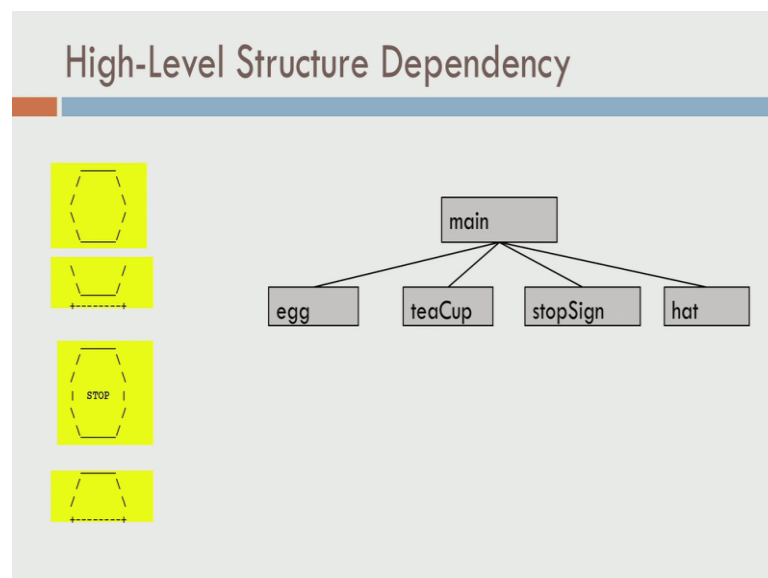 High-Level Structure Dependency
main
egg
teaCup
stopSign
hat
STOP